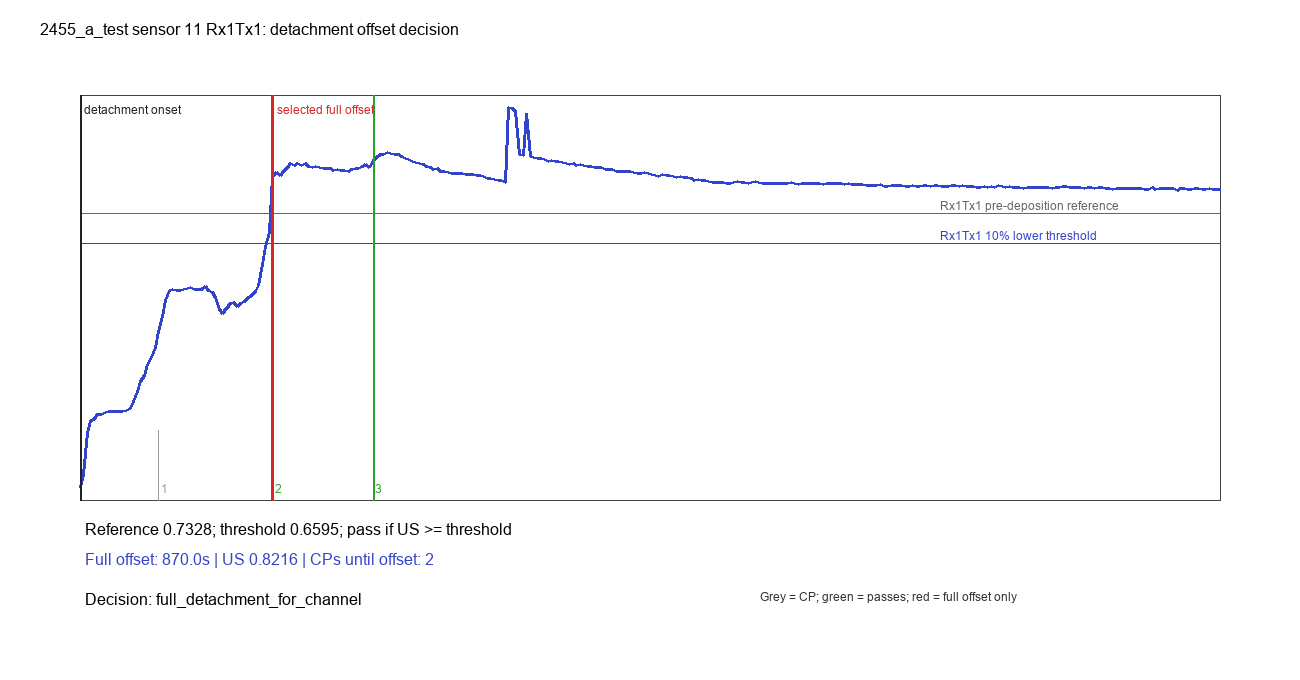 2455_a_test sensor 11 Rx1Tx1: detachment offset decision
detachment onset
selected full offset
Rx1Tx1 pre-deposition reference
Rx1Tx1 10% lower threshold
1
2
3
Reference 0.7328; threshold 0.6595; pass if US >= threshold
Full offset: 870.0s | US 0.8216 | CPs until offset: 2
Decision: full_detachment_for_channel
Grey = CP; green = passes; red = full offset only